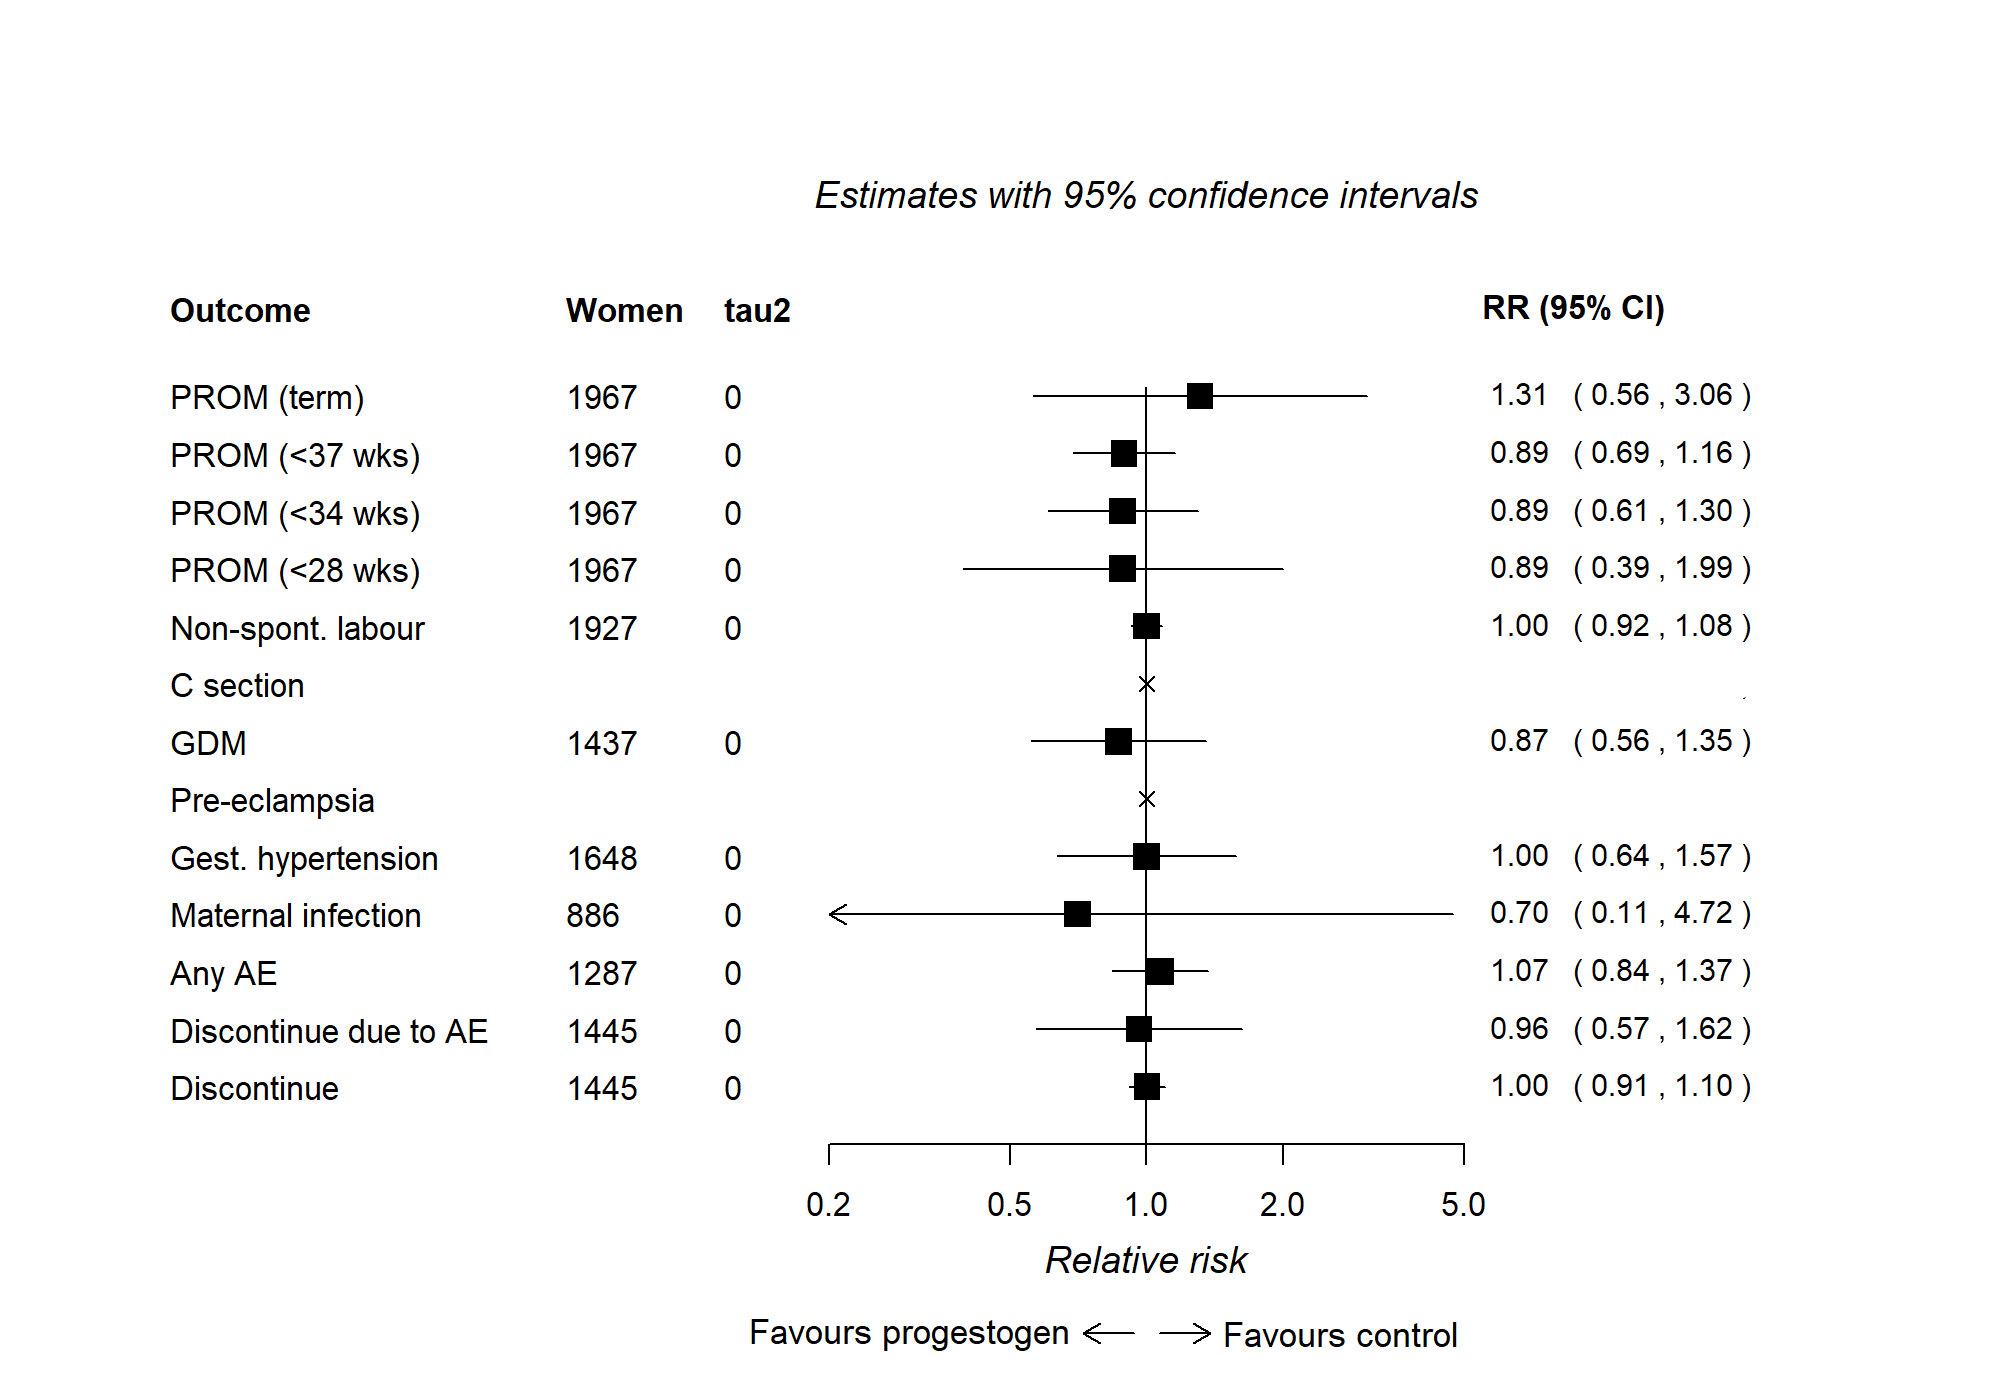 Estimates with 95% confidence intervals
Outcome Women tau2 RR (95% CI)
PROM (term) 1967 0 1.31 ( 0.56 , 3.06 )
PROM (<37 wks) 1967 0 0.89 ( 0.69 , 1.16 )
PROM (<34 wks) 1967 0 0.89 ( 0.61 , 1.30 )
PROM (<28 wks) 1967 0 0.89 ( 0.39 , 1.99 )
Non-spont. labour 1927 0 1.00 ( 0.92 , 1.08 )
C section
GDM 1437 0 0.87 ( 0.56 , 1.35 )
Pre-eclampsia
Gest. hypertension 1648 0 1.00 ( 0.64 , 1.57 )
Maternal infection 886 0 0.70 ( 0.11 , 4.72 )
Any AE 1287 0 1.07 ( 0.84 , 1.37 )
Discontinue due to AE 1445 0 0.96 ( 0.57 , 1.62 )
Discontinue 1445 0 1.00 ( 0.91 , 1.10 )
0.2 0.5 1.0 2.0 5.0
Relative risk
Favours progestogen Favours control